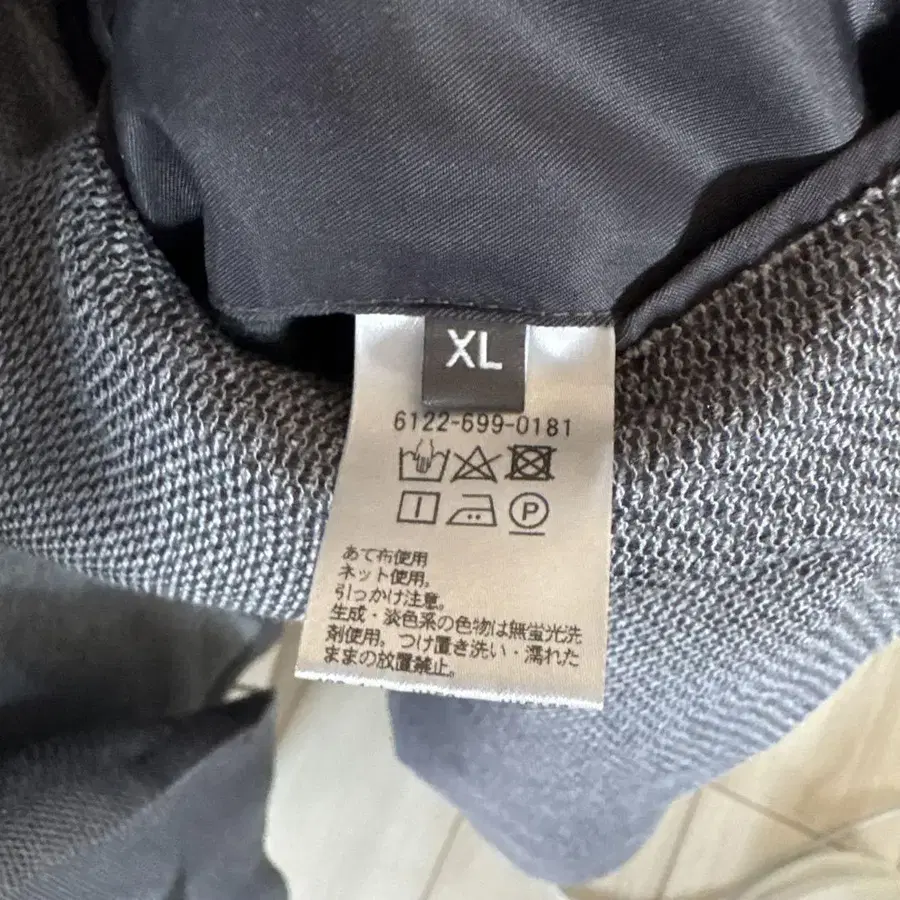 XL
6122-699-0181
P
あて布使用
ネット使用。
引っかけ注意。
生成・淡色系の色物は無蛍光洗
剤使用。つけ置き洗い・濡れた
ままの放置禁止。